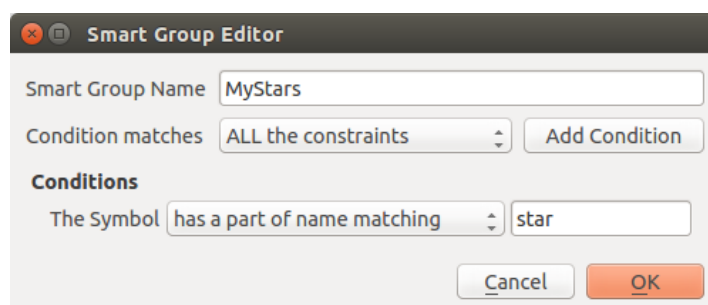 Smart Group Editor
Smart Group Name MyStars
Condition matches ALL the constraints Add Condition
Conditions
The Symbol has a part of name matching star
Cancel OK